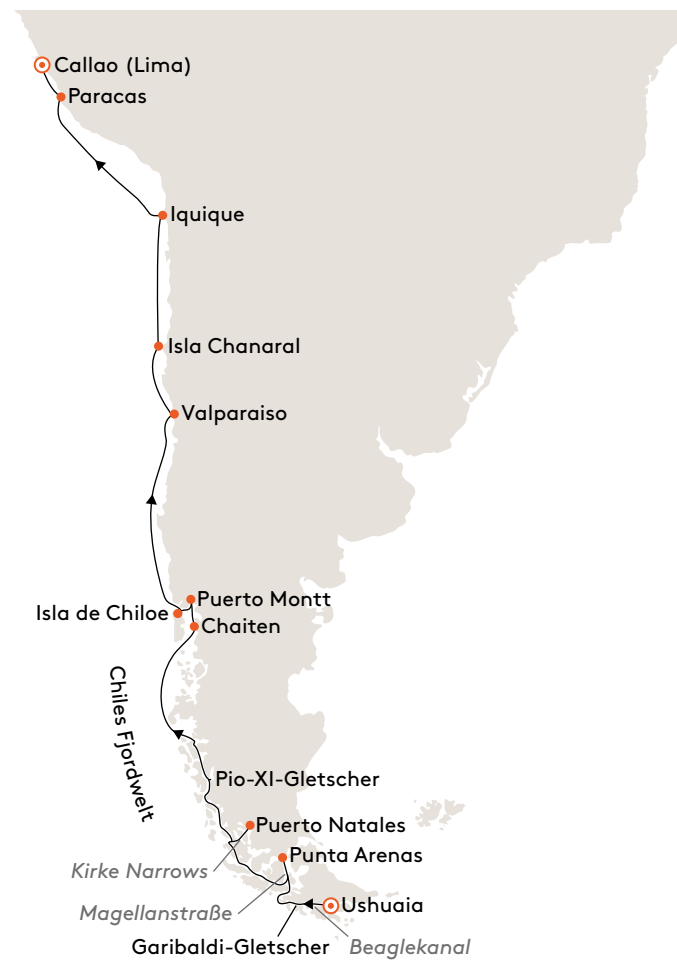 Callao (Lima)
Paracas
Iquique
Isla Chanaral
Valparaiso
Puerto Montt
Isla de Chiloe
Chaiten
Chiles Fjordwelt
Pio-XI-Gletscher
Puerto Natales
Punta Arenas
Kirke Narrows
Magellanstraße
Ushuaia
Garibaldi-Gletscher
Beaglekanal